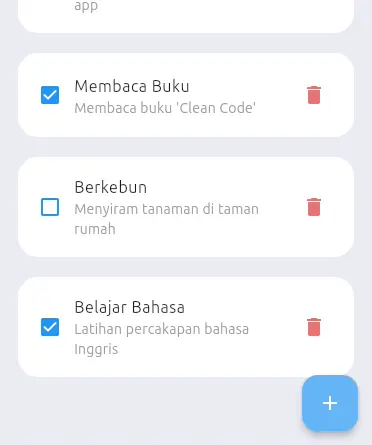 app
Membaca Buku
Membaca buku 'Clean Code'
Berkebun
Menyiram tanaman di taman
rumah
Belajar Bahasa
Latihan percakapan bahasa
Inggris